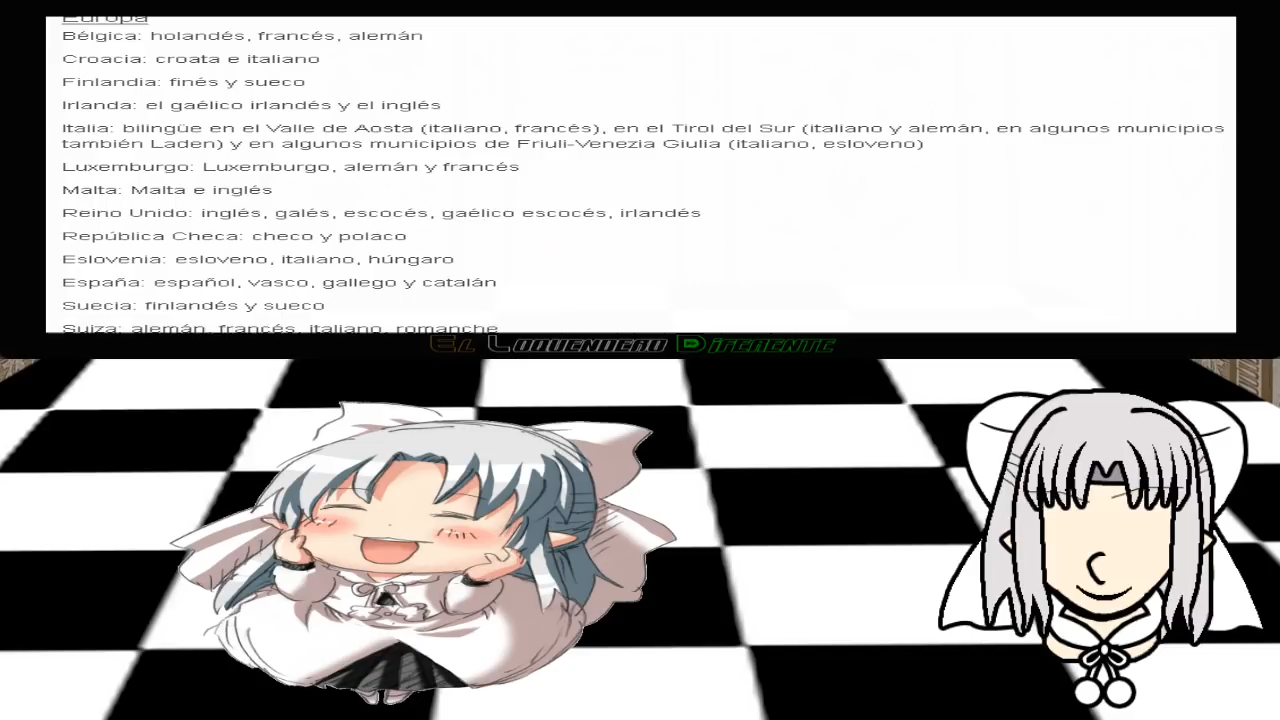 Europa
Bélgica: holandés, francés, alemán
Croacia: croata e italiano
Finlandia: finés y sueco
Irlanda: el gaélico irlandés y el inglés
Italia: bilingüe en el Valle de Aosta (italiano, francés), en el Tirol del Sur (italiano y alemán, en algunos municipios
también Laden) y en algunos municipios de Friuli-Venezia Giulia (italiano, esloveno)
Luxemburgo: Luxemburgo, alemán y francés
Malta: Malta e inglés
Reino Unido: inglés, galés, escocés, gaélico escocés, irlandés
República Checa: checo y polaco
Eslovenia: esloveno, italiano, húngaro
España: español, vasco, gallego y catalán
Suecia: finlandés y sueco
Suiza: alemán, francés, italiano, romanche
El Loquendero Diferente